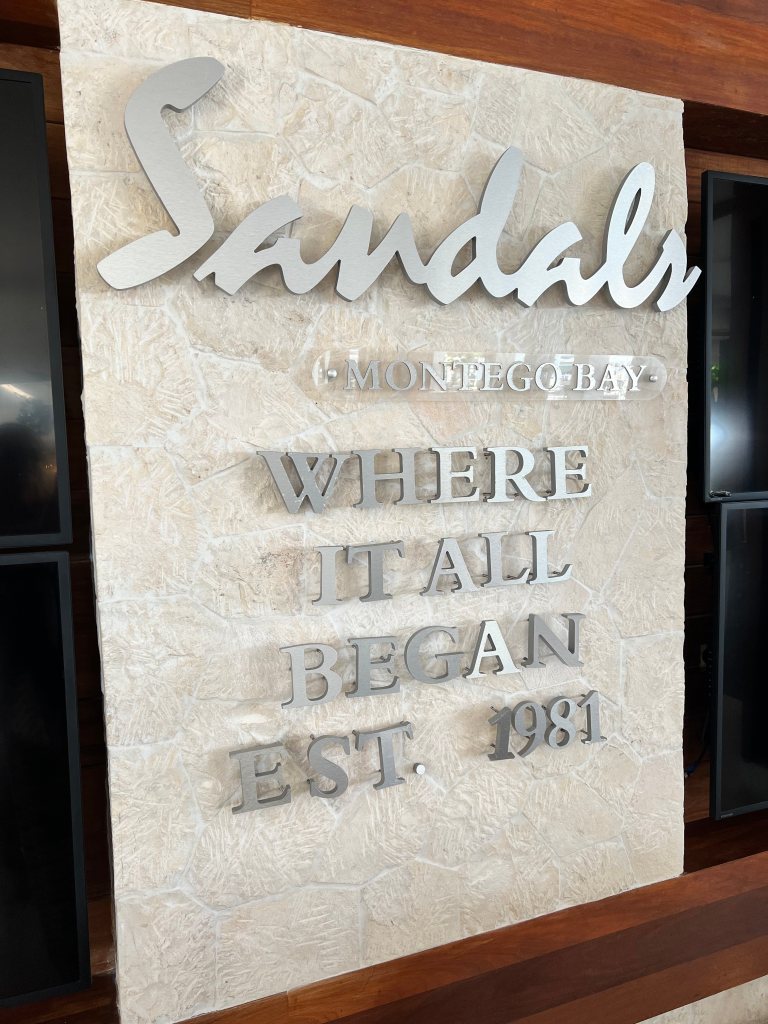 Sandals
• MONTEGO BAY •
WHERE
IT ALL
BEGAN
EST. 1981